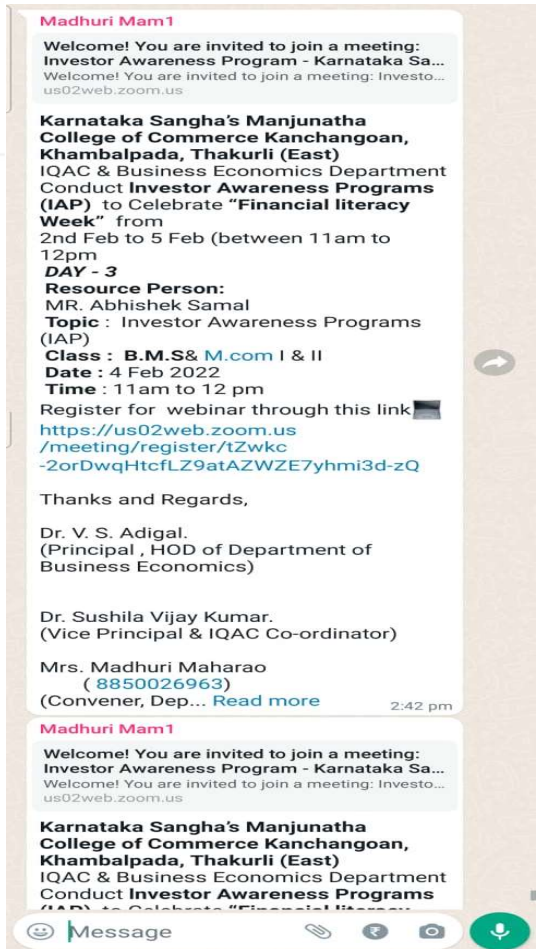 Madhuri Mam1
Welcome! You are invited to join a meeting:
Investor Awareness Program - Karnataka Sa...
Welcome! You are invited to join a meeting: Investo...
us02web.zoom.us
Karnataka Sangha's Manjunatha
College of Commerce Kanchangoan,
Khambalpada, Thakurli (East)
IQAC & Business Economics Department
Conduct Investor Awareness Programs
(IAP) to Celebrate “Financial literacy
Week” from
2nd Feb to 5 Feb (between 11am to
12pm
DAY - 3
Resource Person:
MR. Abhishek Samal
Topic : Investor Awareness Programs
(IAP)
Class : B.M.S& M.com I & II
Date : 4 Feb 2022
Time : 11am to 12 pm
Register for webinar through this link
https://us02web.zoom.us
/meeting/register/tZwkc
-2orDwqHtcfLZ9atAZWZE7yhmi3d-zQ
Thanks and Regards,
Dr. V. S. Adigal.
(Principal , HOD of Department of
Business Economics)
Dr. Sushila Vijay Kumar.
(Vice Principal & IQAC Co-ordinator)
Mrs. Madhuri Maharao
( 8850026963)
(Convener, Dep... Read more
2:42 pm
Madhuri Mam1
Welcome! You are invited to join a meeting:
Investor Awareness Program - Karnataka Sa...
Welcome! You are invited to join a meeting: Investo...
us02web.zoom.us
Karnataka Sangha's Manjunatha
College of Commerce Kanchangoan,
Khambalpada, Thakurli (East)
IQAC & Business Economics Department
Conduct Investor Awareness Programs
Message